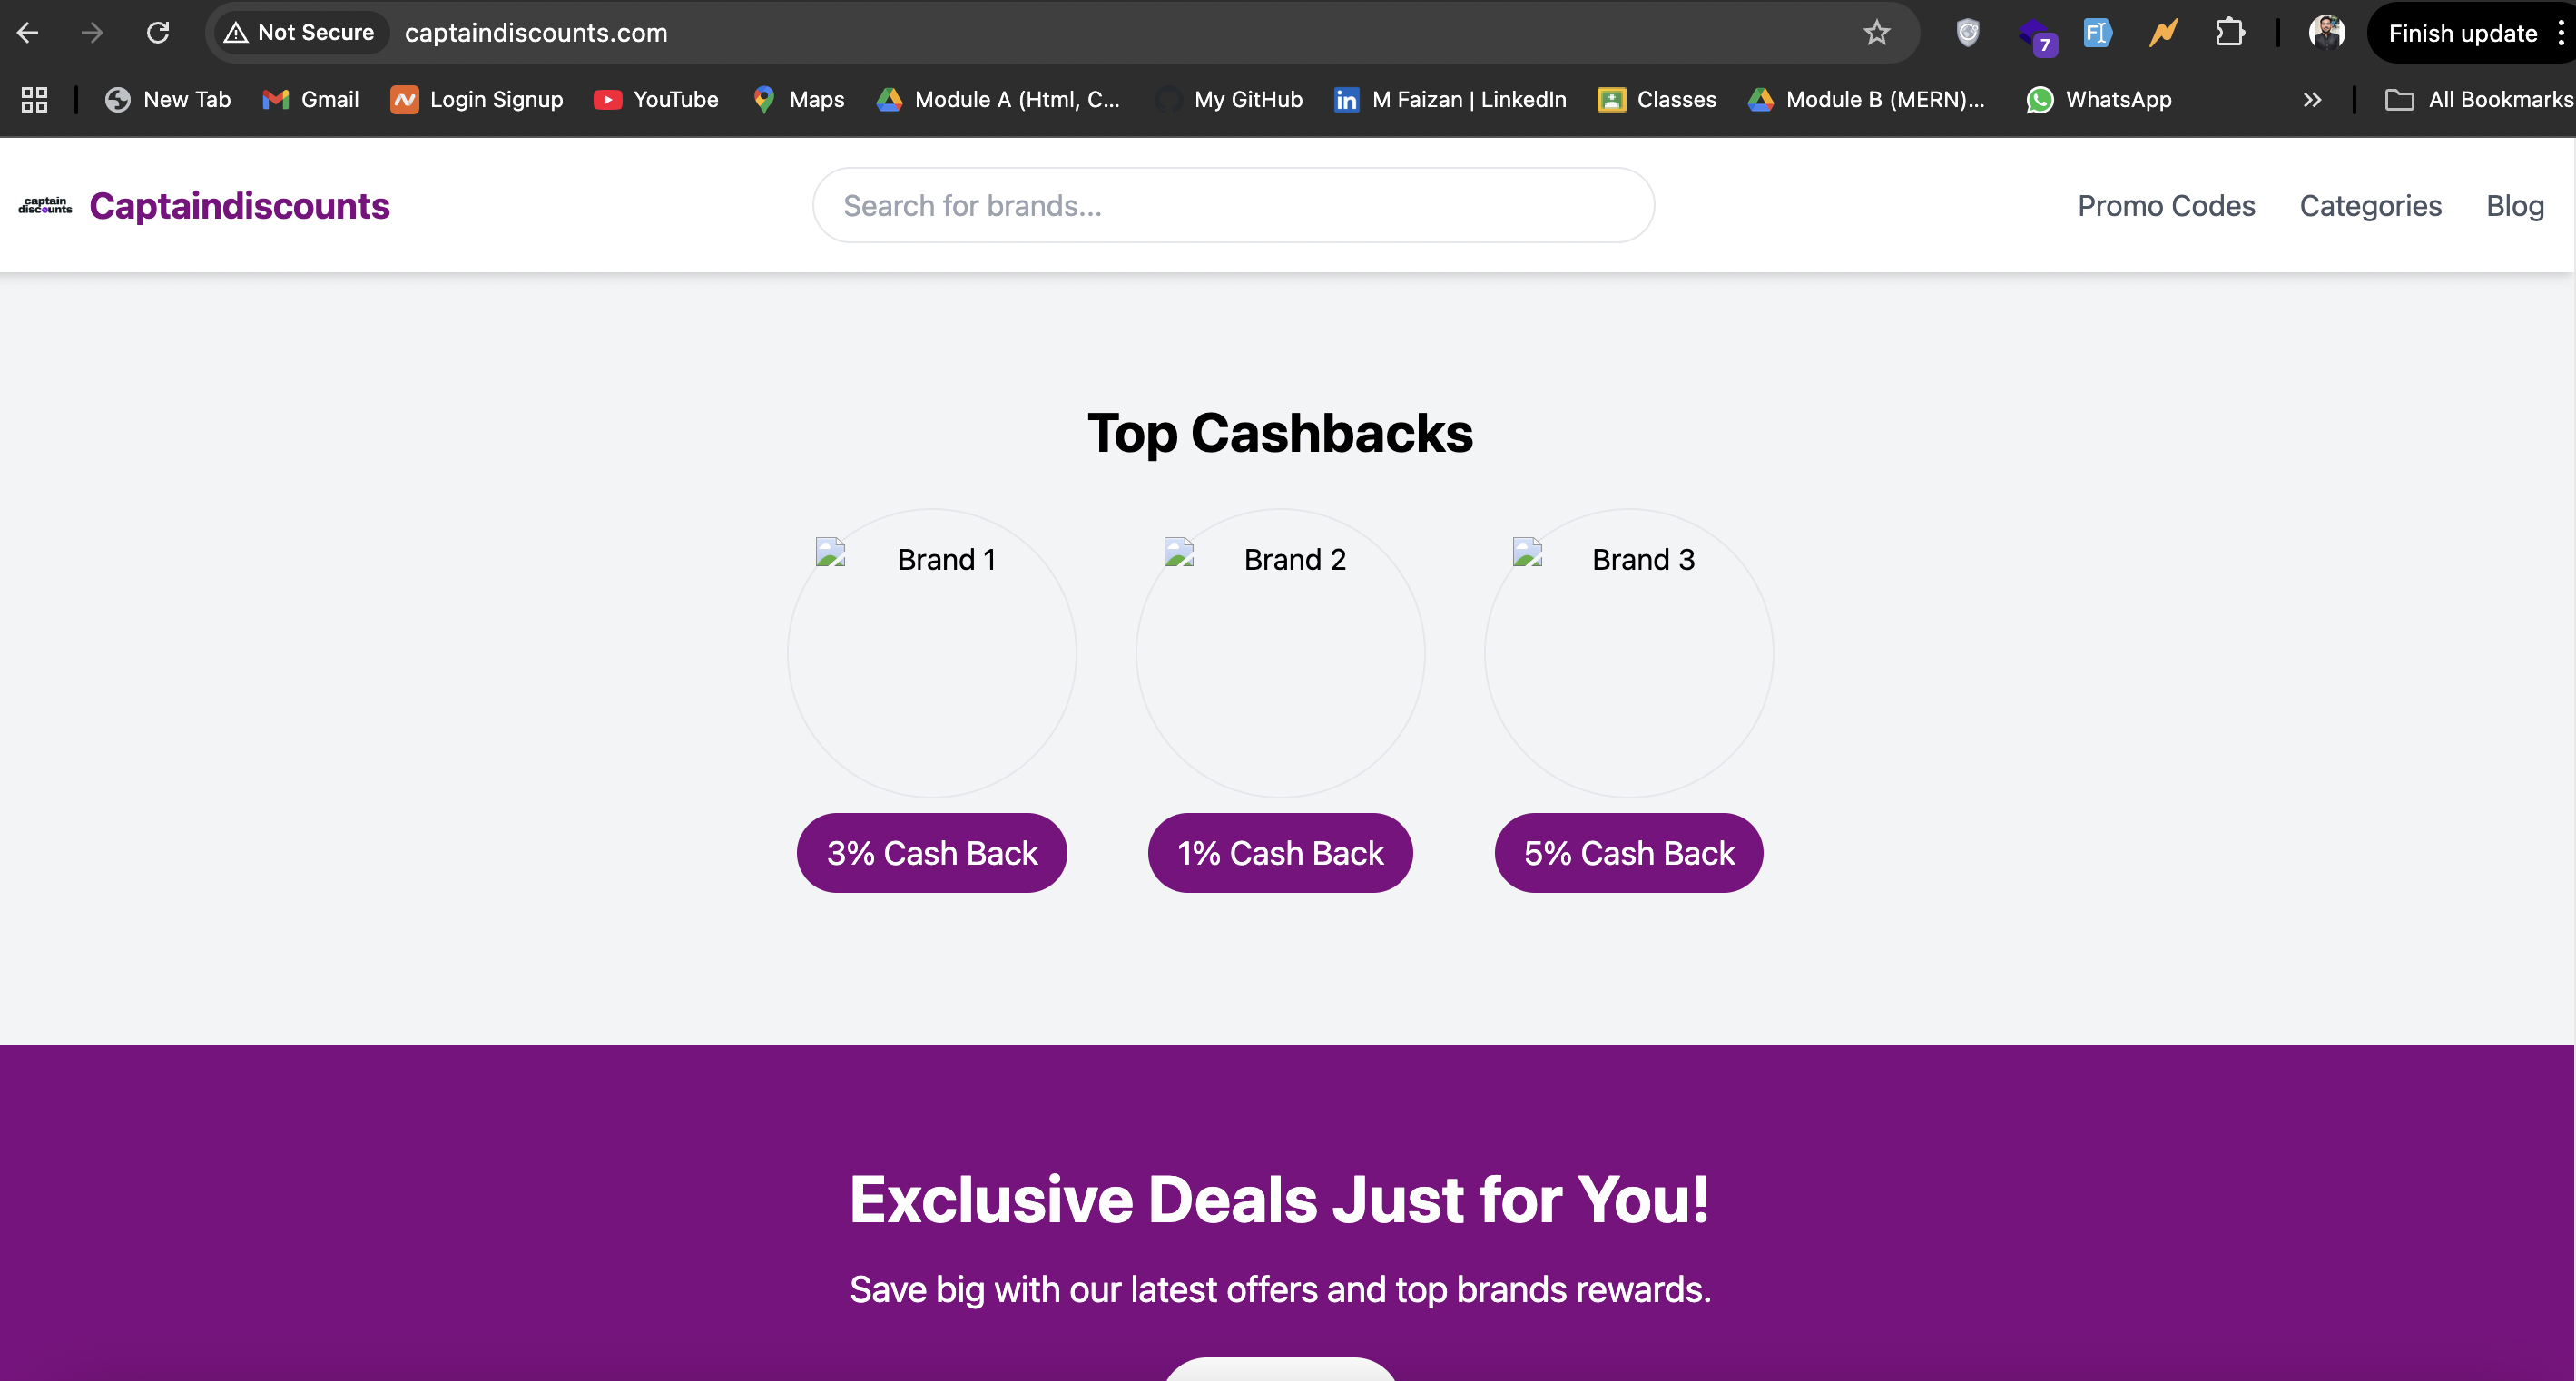 Not Secure captaindiscounts.com 7 FI Finish update
New Tab Gmail Login Signup YouTube Maps Module A (Html, C... My GitHub M Faizan | LinkedIn Classes Module B (MERN)... WhatsApp » All Bookmarks
captain
discounts
Captaindiscounts Search for brands... Promo Codes Categories Blog
Top Cashbacks
Brand 1 Brand 2 Brand 3
3% Cash Back 1% Cash Back 5% Cash Back
Exclusive Deals Just for You!
Save big with our latest offers and top brands rewards.